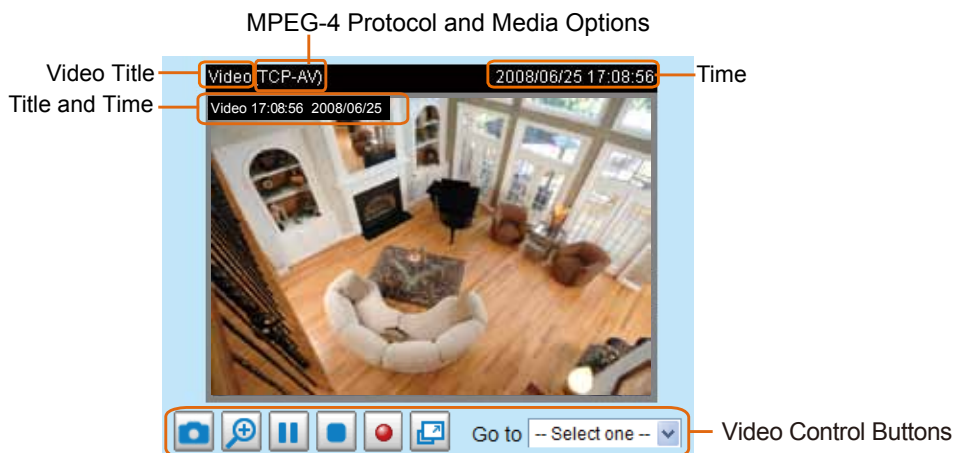 MPEG-4 Protocol and Media Options
Video Title
Video (TCP-AV)
2008/06/25 17:08:56
Time
Title and Time
Video 17:08:56 2008/06/25
Go to
-- Select one --
Video Control Buttons